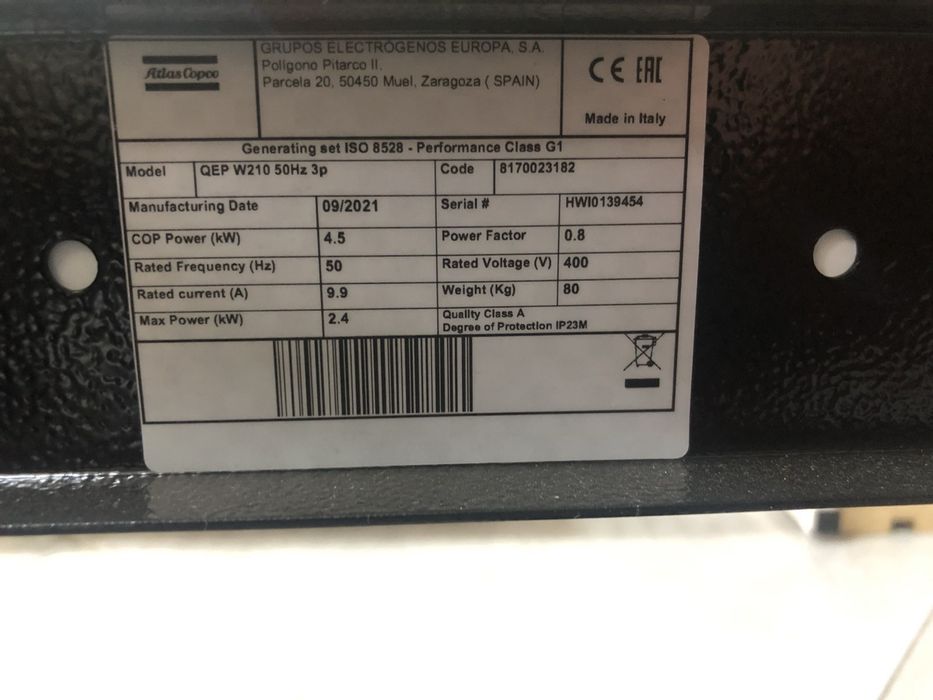 Atlas Copco
GRUPOS ELECTRÓGENOS EUROPA, S.A.
Polígono Pitarco II,
Parcela 20, 50450 Muel, Zaragoza ( SPAIN)
CE EAC
Made in Italy
Generating set ISO 8528 - Performance Class G1
Model QEP W210 50Hz 3p Code 8170023182
Manufacturing Date 09/2021 Serial # HWI0139454
COP Power (kW) 4.5 Power Factor 0.8
Rated Frequency (Hz) 50 Rated Voltage (V) 400
Rated current (A) 9.9 Weight (Kg) 80
Max Power (kW) 2.4 Quality Class A
Degree of Protection IP23M